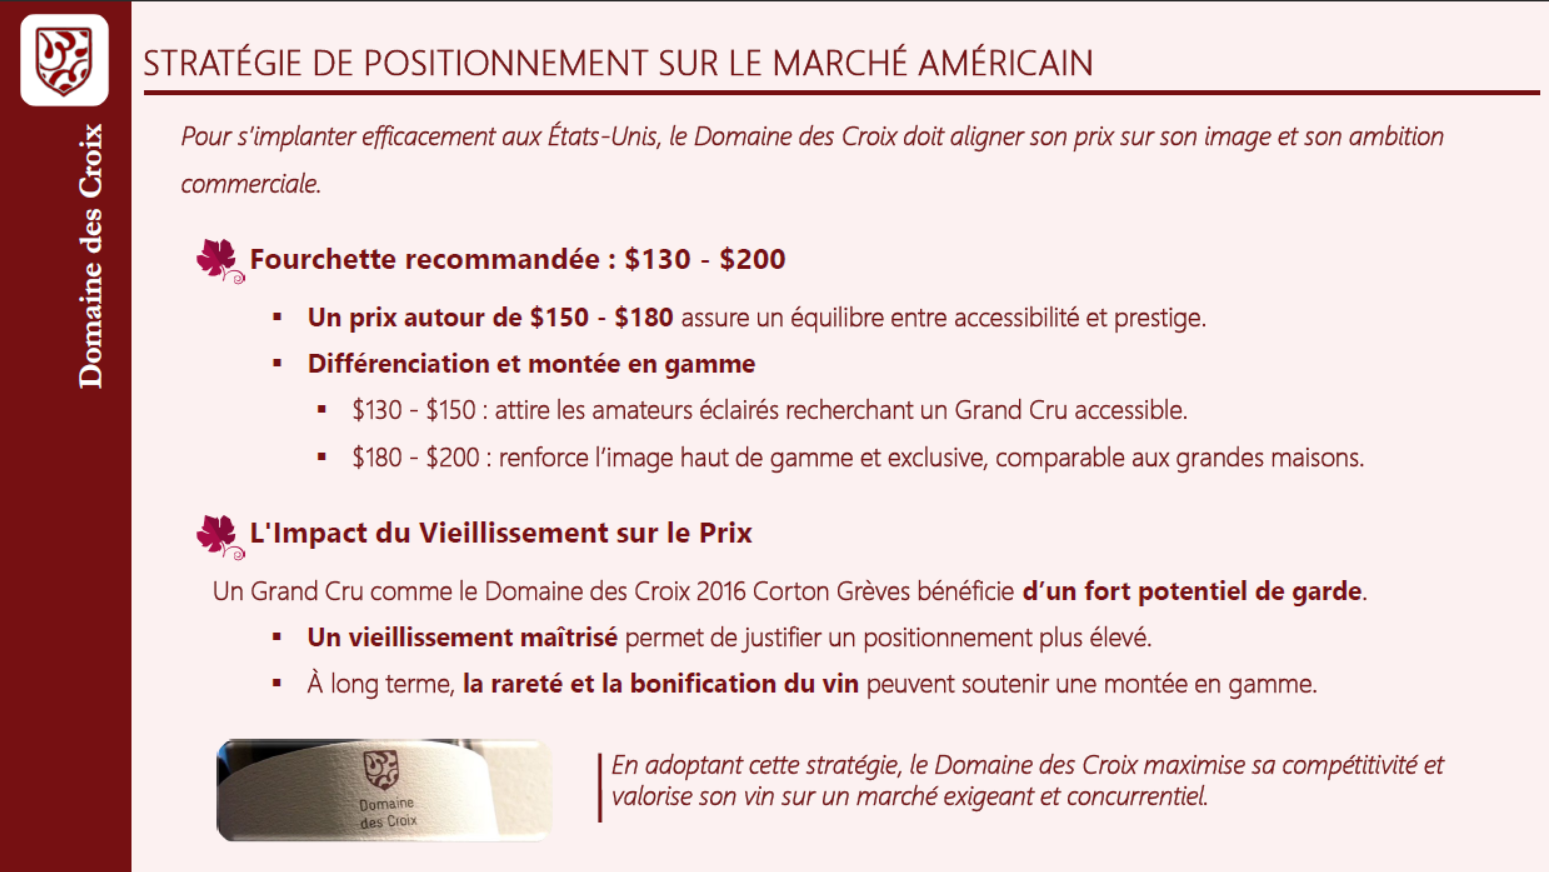 Domaine des Croix
STRATÉGIE DE POSITIONNEMENT SUR LE MARCHÉ AMÉRICAIN
Pour s'implanter efficacement aux États-Unis, le Domaine des Croix doit aligner son prix sur son image et son ambition
commerciale.
Fourchette recommandée : $130 - $200
▪ Un prix autour de $150 - $180 assure un équilibre entre accessibilité et prestige.
▪ Différenciation et montée en gamme
▪ $130 - $150 : attire les amateurs éclairés recherchant un Grand Cru accessible.
▪ $180 - $200 : renforce l’image haut de gamme et exclusive, comparable aux grandes maisons.
L'Impact du Vieillissement sur le Prix
Un Grand Cru comme le Domaine des Croix 2016 Corton Grèves bénéficie d’un fort potentiel de garde.
▪ Un vieillissement maîtrisé permet de justifier un positionnement plus élevé.
▪ À long terme, la rareté et la bonification du vin peuvent soutenir une montée en gamme.
Domaine
des Croix
En adoptant cette stratégie, le Domaine des Croix maximise sa compétitivité et
valorise son vin sur un marché exigeant et concurrentiel.